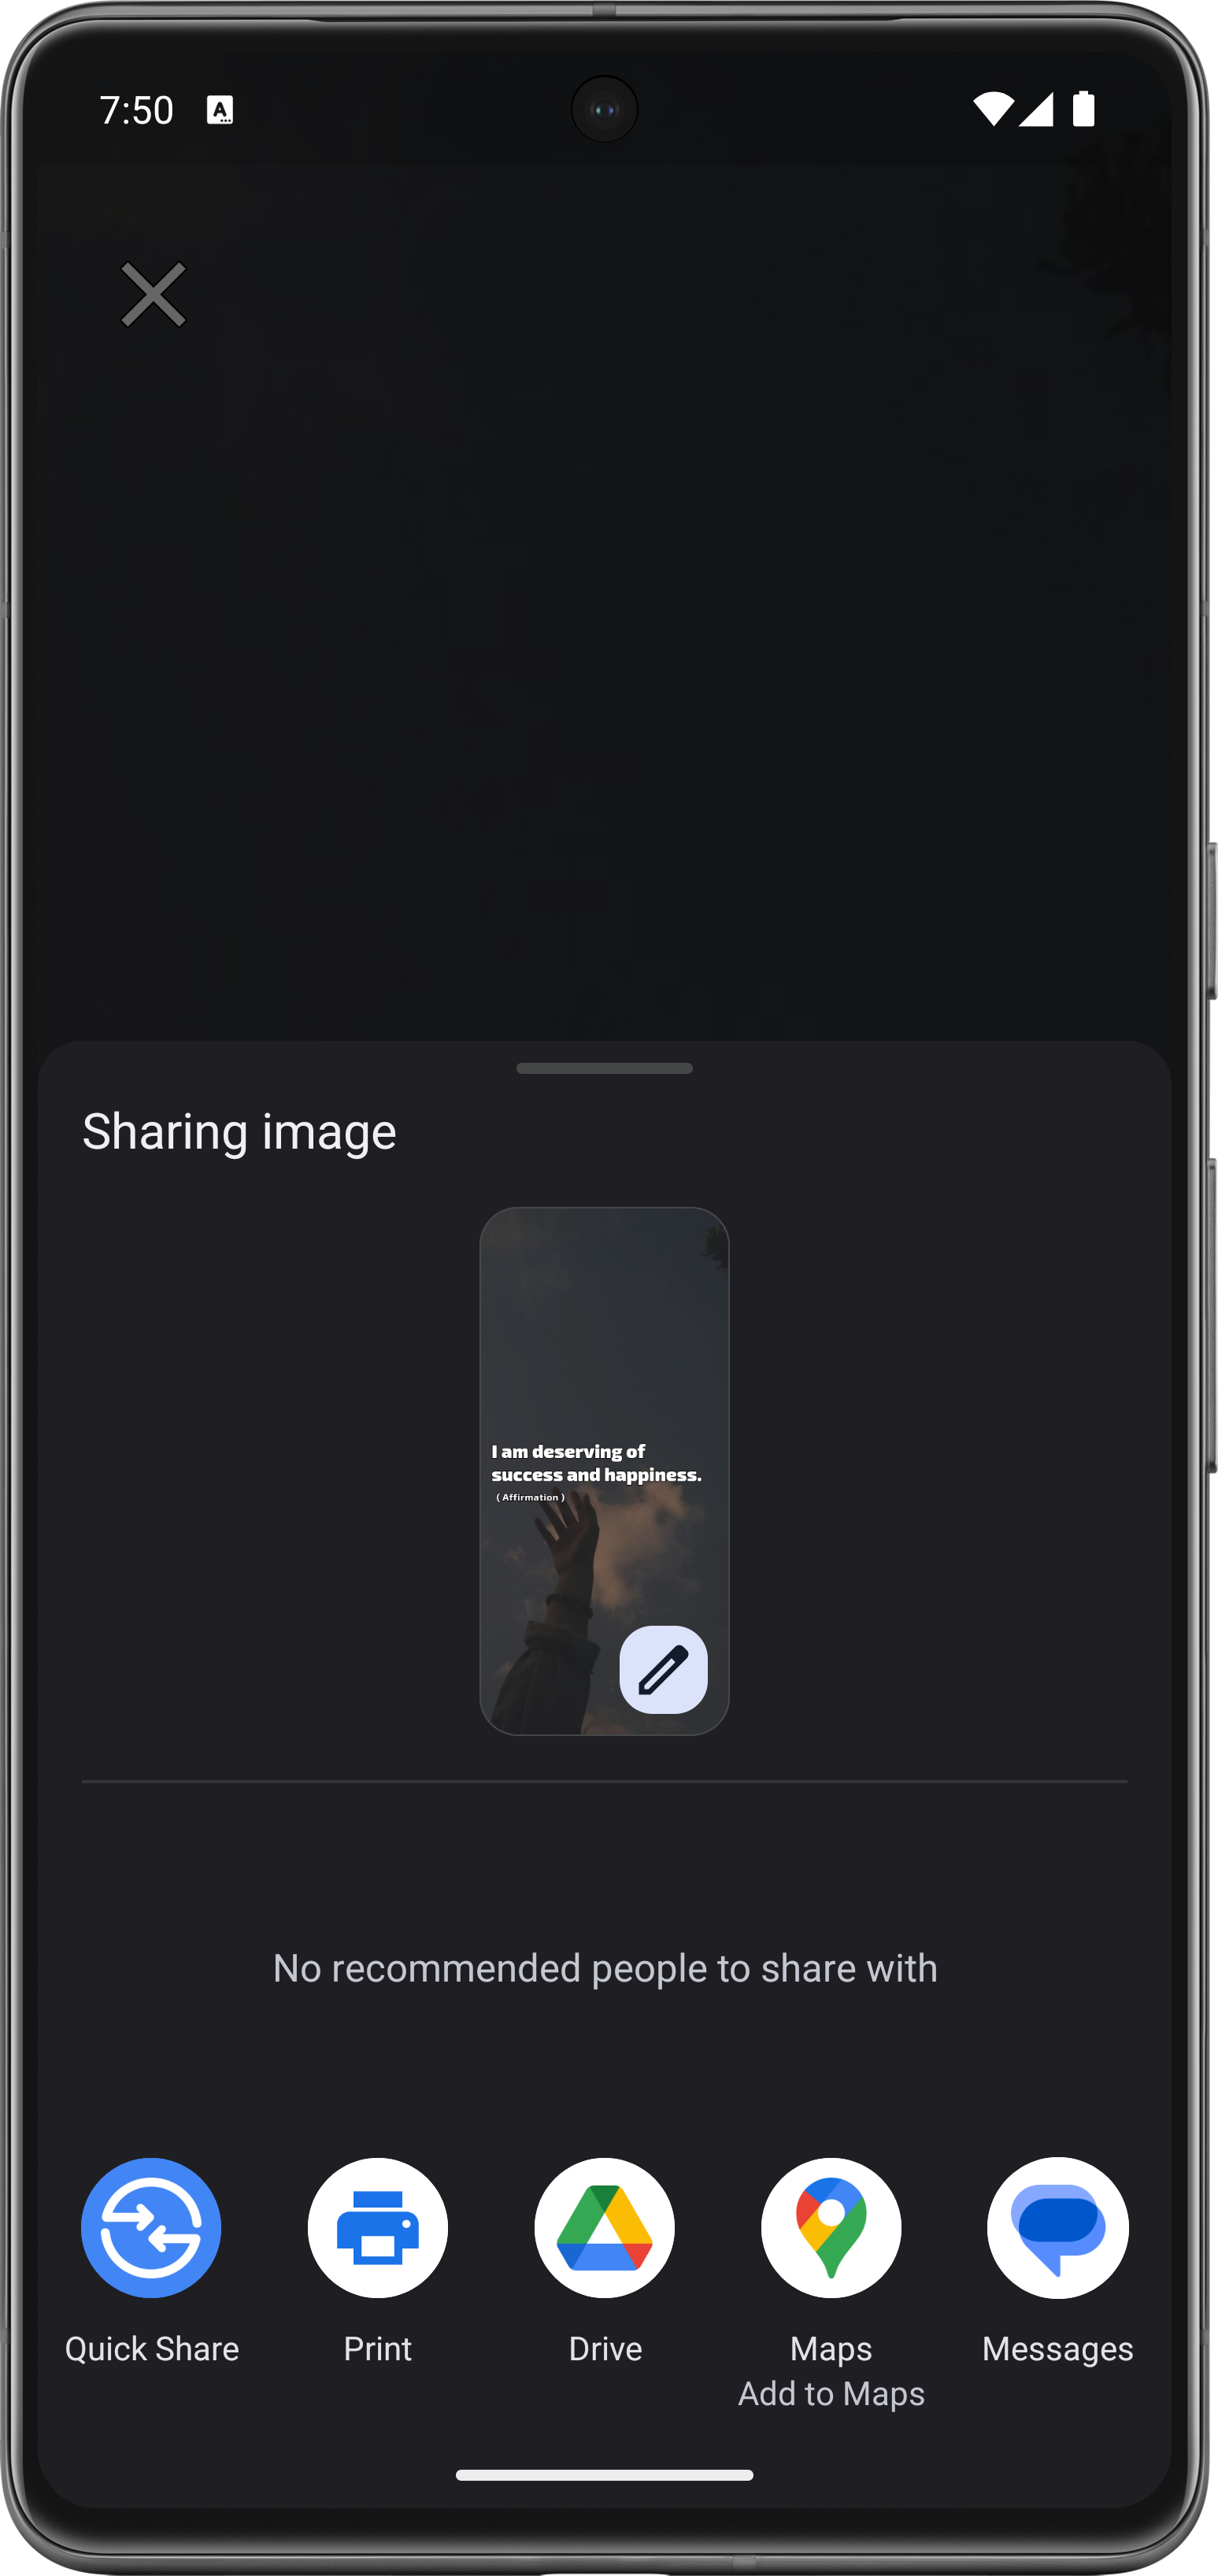 7:50
Sharing image
I am deserving of
success and happiness.
( Affirmation )
No recommended people to share with
Quick Share
Print
Drive
Maps
Messages
Add to Maps